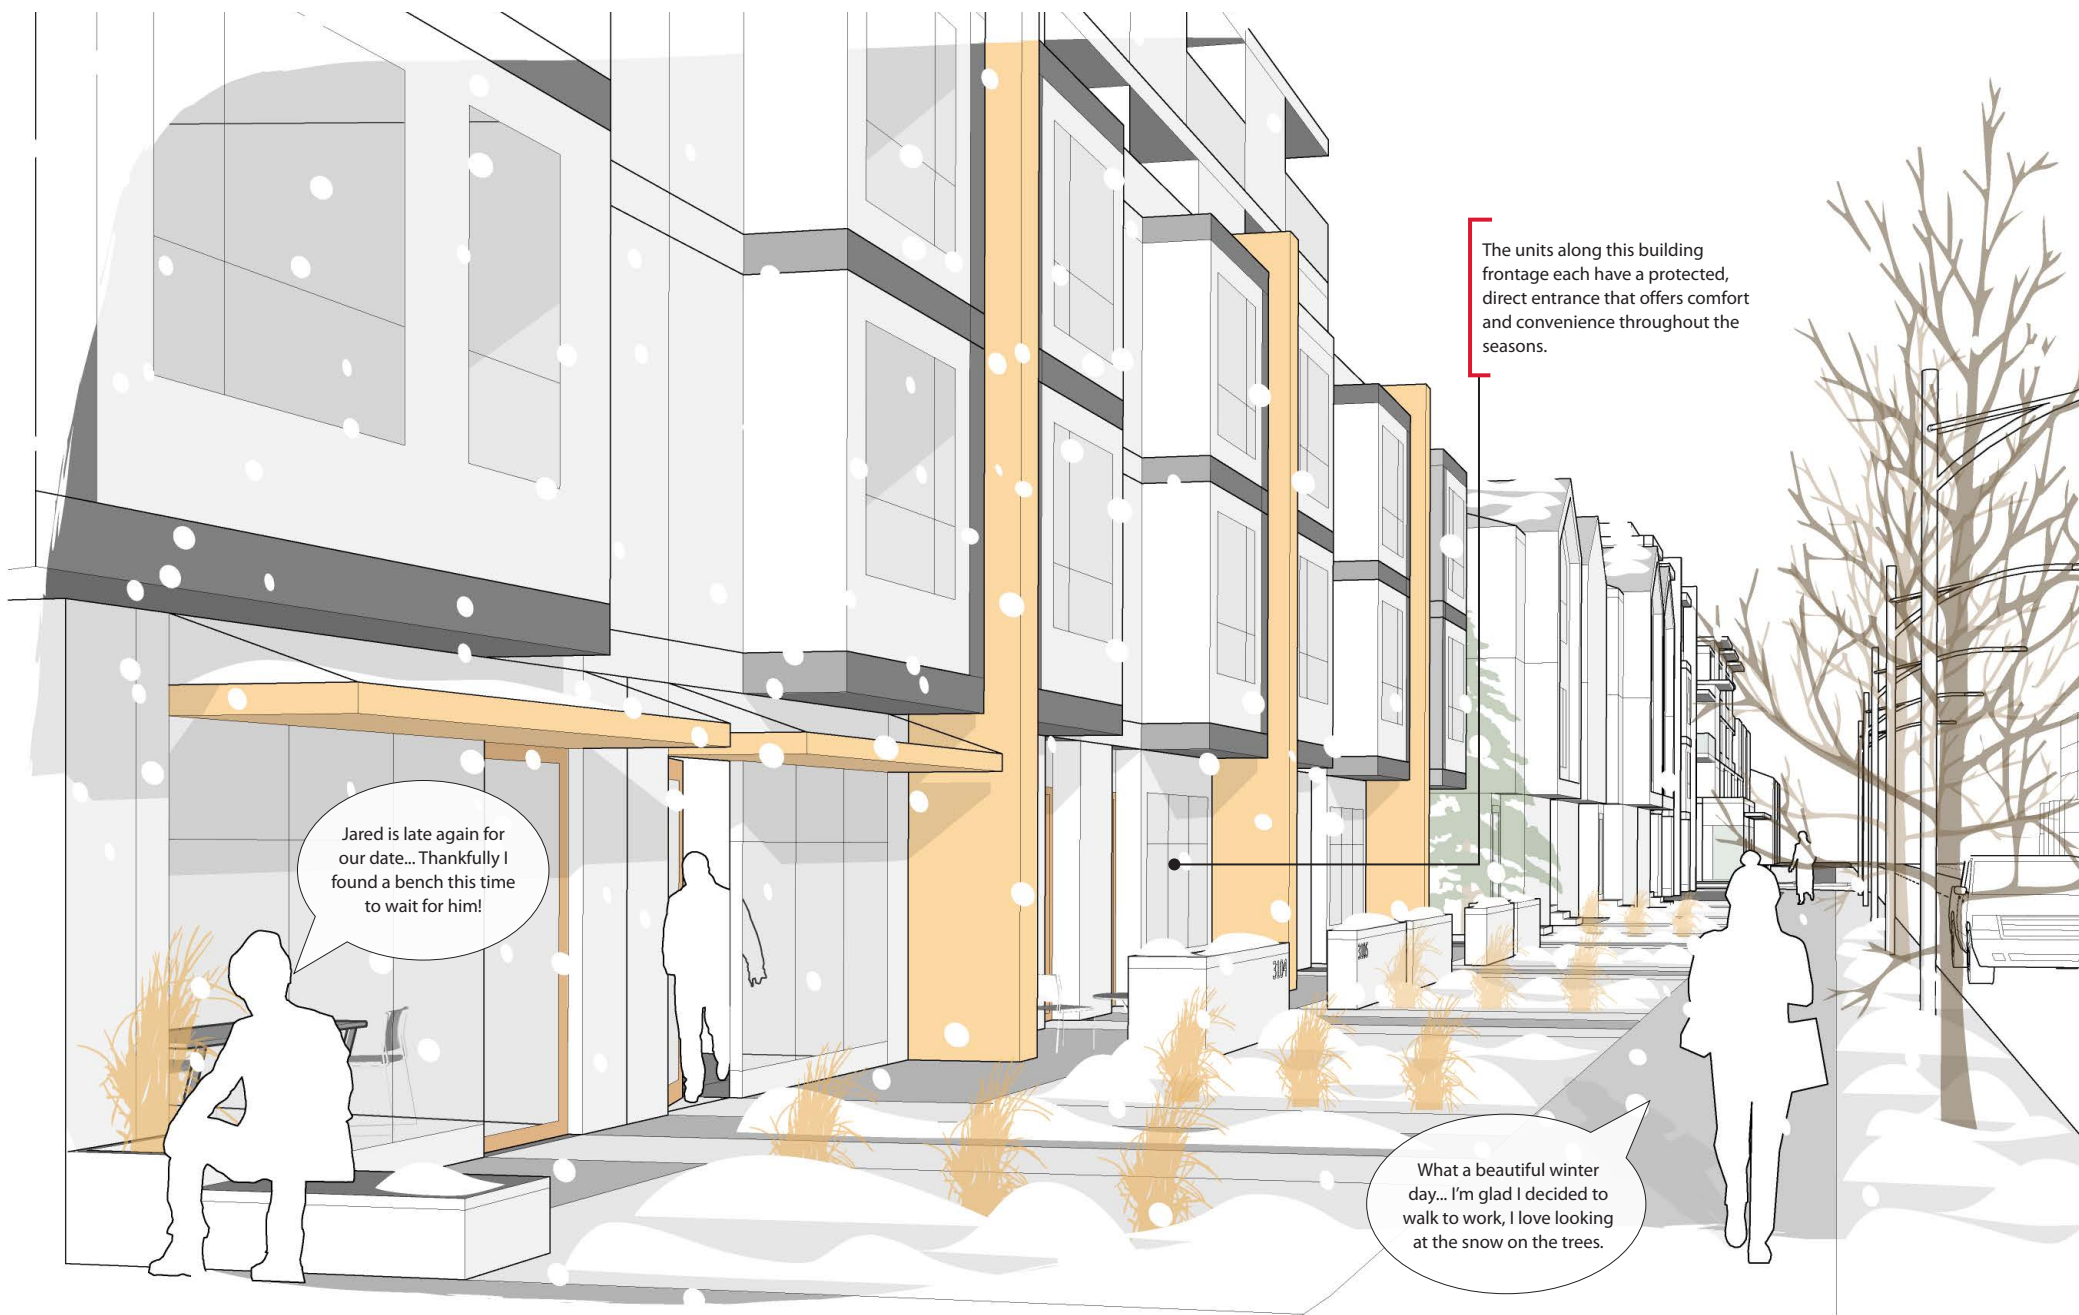 The units along this building
frontage each have a protected,
direct entrance that offers comfort
and convenience throughout the
seasons.
Jared is late again for
our date... Thankfully I
found a bench this time
to wait for him!
3104
3106
What a beautiful winter
day... I'm glad I decided to
walk to work, I love looking
at the snow on the trees.